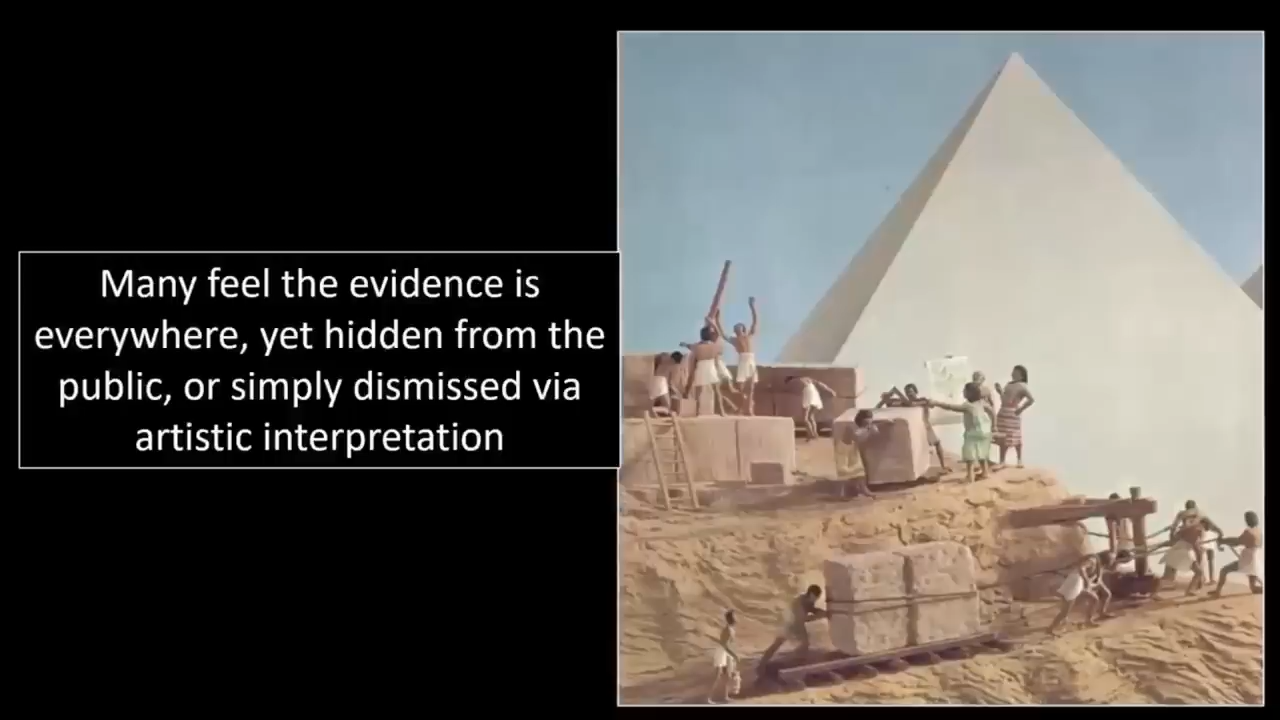 Many feel the evidence is
everywhere, yet hidden from the
public, or simply dismissed via
artistic interpretation